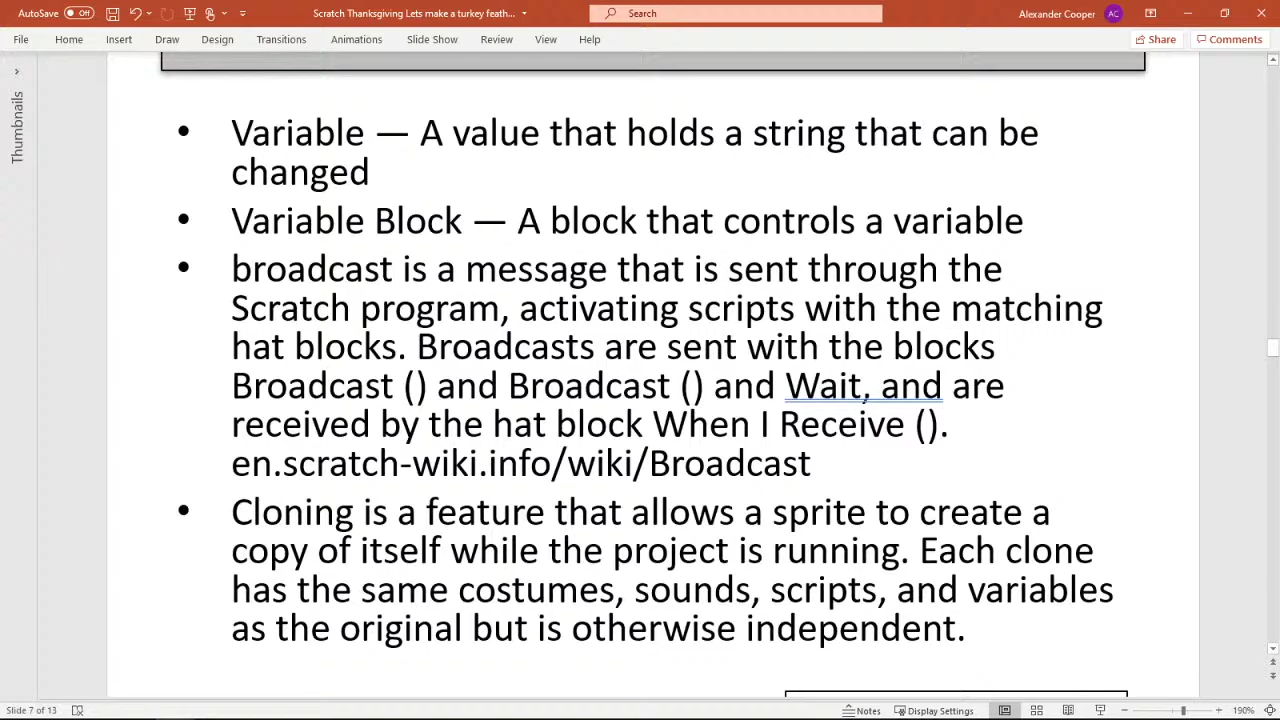 AutoSave Off Scratch Thanksgiving Lets make a turkey feath... Search Alexander Cooper AC
File Home Insert Draw Design Transitions Animations Slide Show Review View Help Share Comments
Thumbnails
• Variable — A value that holds a string that can be
changed
• Variable Block — A block that controls a variable
• broadcast is a message that is sent through the
Scratch program, activating scripts with the matching
hat blocks. Broadcasts are sent with the blocks
Broadcast () and Broadcast () and Wait, and are
received by the hat block When I Receive ().
en.scratch-wiki.info/wiki/Broadcast
• Cloning is a feature that allows a sprite to create a
copy of itself while the project is running. Each clone
has the same costumes, sounds, scripts, and variables
as the original but is otherwise independent.
Slide 7 of 13 Notes Display Settings 190%